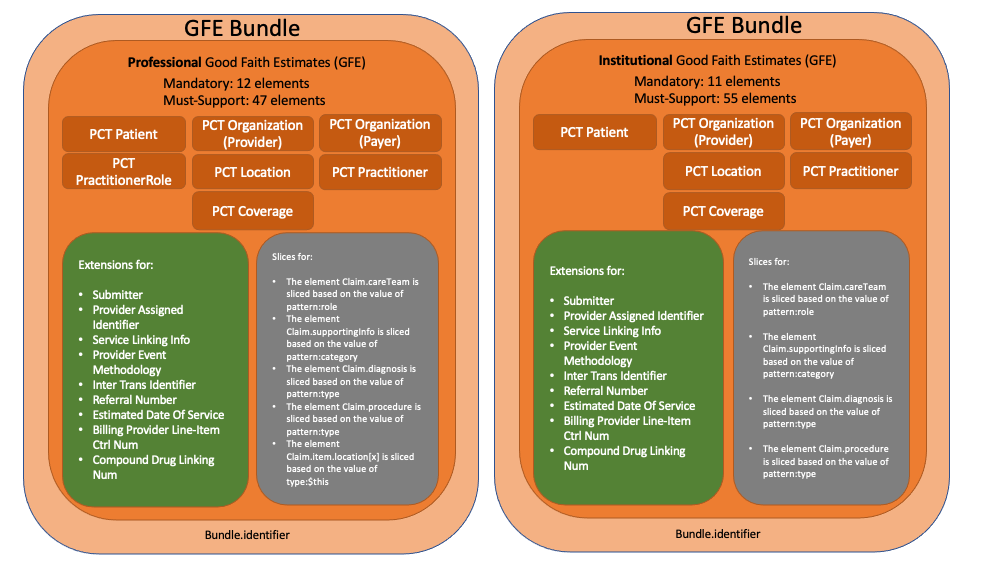 GFE Bundle
Professional Good Faith Estimates (GFE)
Mandatory: 12 elements
Must-Support: 47 elements
PCT Patient
PCT Organization
(Provider)
PCT Organization
(Payer)
PCT
PractitionerRole
PCT Location
PCT Practitioner
PCT Coverage
Extensions for:
• Submitter
• Provider Assigned
Identifier
• Service Linking Info
• Provider Event
Methodology
• Inter Trans Identifier
• Referral Number
• Estimated Date Of Service
• Billing Provider Line-Item
Ctrl Num
• Compound Drug Linking
Num
Slices for:
• The element Claim.careTeam is
sliced based on the value of
pattern:role
• The element
Claim.supportingInfo is sliced
based on the value of
pattern:category
• The element Claim.diagnosis is
sliced based on the value of
pattern:type
• The element Claim.procedure is
sliced based on the value of
pattern:type
• The element
Claim.Item.location[x] is sliced
based on the value of
type:$this
Bundle.identifier
GFE Bundle
Institutional Good Faith Estimates (GFE)
Mandatory: 11 elements
Must-Support: 55 elements
PCT Patient
PCT Organization
(Provider)
PCT Organization
(Payer)
PCT Location
PCT Practitioner
PCT Coverage
Extensions for:
• Submitter
• Provider Assigned Identifier
• Service Linking Info
• Provider Event
Methodology
• Inter Trans Identifier
• Referral Number
• Estimated Date Of Service
• Billing Provider Line-Item
Ctrl Num
• Compound Drug Linking
Num
Slices for:
• The element Claim.careTeam
is sliced based on the value of
pattern:role
• The element
Claim.supportingInfo is sliced
based on the value of
pattern:category
• The element Claim.diagnosis is
sliced based on the value of
pattern:type
• The element Claim.procedure
is sliced based on the value of
pattern:type
Bundle.identifier